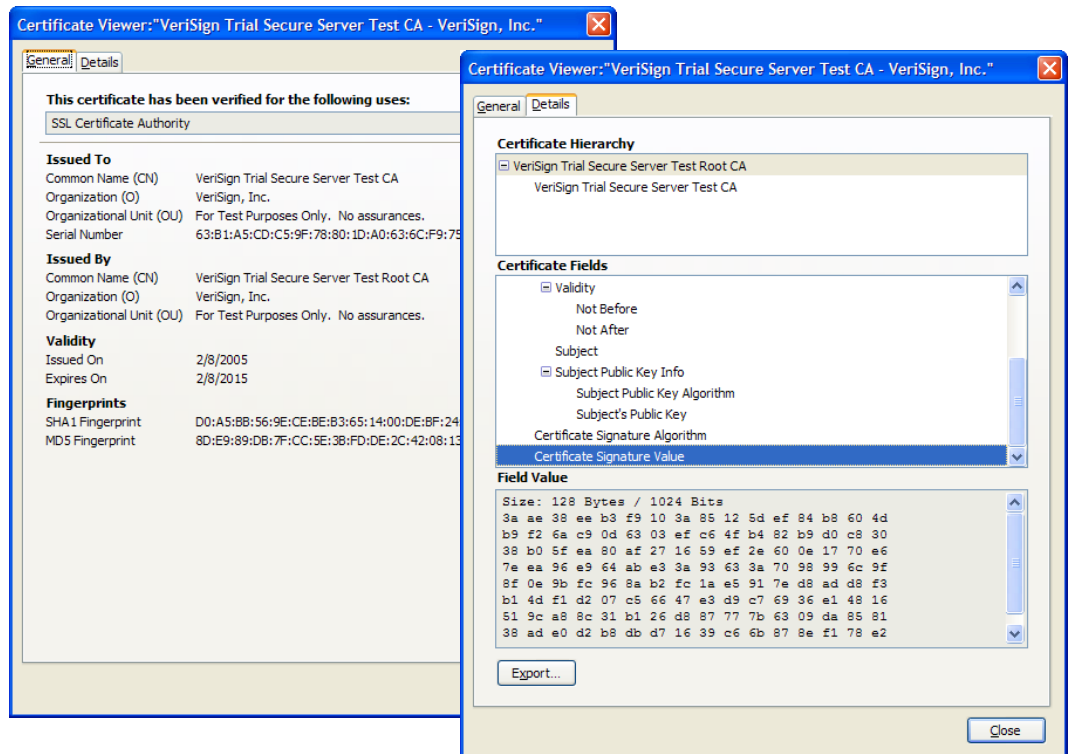 Certificate Viewer:"VeriSign Trial Secure Server Test CA - VeriSign, Inc."
General Details
This certificate has been verified for the following uses:
SSL Certificate Authority
Issued To
Common Name (CN) VeriSign Trial Secure Server Test CA
Organization (O) VeriSign, Inc.
Organizational Unit (OU) For Test Purposes Only. No assurances.
Serial Number 63:B1:A5:CD:C5:9F:78:80:1D:A0:63:6C:F9:75
Issued By
Common Name (CN) VeriSign Trial Secure Server Test Root CA
Organization (O) VeriSign, Inc.
Organizational Unit (OU) For Test Purposes Only. No assurances.
Validity
Issued On 2/8/2005
Expires On 2/8/2015
Fingerprints
SHA1 Fingerprint D0:A5:BB:56:9E:CE:BE:B3:65:14:00:DE:BF:24
MD5 Fingerprint 8D:E9:89:DB:7F:CC:5E:3B:FD:DE:2C:42:08:13
Certificate Viewer:"VeriSign Trial Secure Server Test CA - VeriSign, Inc."
General Details
Certificate Hierarchy
VeriSign Trial Secure Server Test Root CA
VeriSign Trial Secure Server Test CA
Certificate Fields
Validity
Not Before
Not After
Subject
Subject Public Key Info
Subject Public Key Algorithm
Subject's Public Key
Certificate Signature Algorithm
Certificate Signature Value
Field Value
Size: 128 Bytes / 1024 Bits
3a ae 38 ee b3 f9 10 3a 85 12 5d ef 84 b8 60 4d
b9 f2 6a c9 0d 63 03 ef c6 4f b4 82 b9 d0 c8 30
38 b0 5f ea 80 af 27 16 59 ef 2e 60 0e 17 70 e6
7e ea 96 e9 64 ab e3 3a 93 63 3a 70 98 99 6c 9f
8f 0e 9b fc 96 8a b2 fc 1a e5 91 7e d8 ad d8 f3
b1 4d f1 d2 07 c5 66 47 e3 d9 c7 69 36 e1 48 16
51 9c a8 8c 31 b1 26 d8 87 77 7b 63 09 da 85 81
38 ad e0 d2 b8 db d7 16 39 c6 6b 87 8e f1 78 e2
Export...
Close